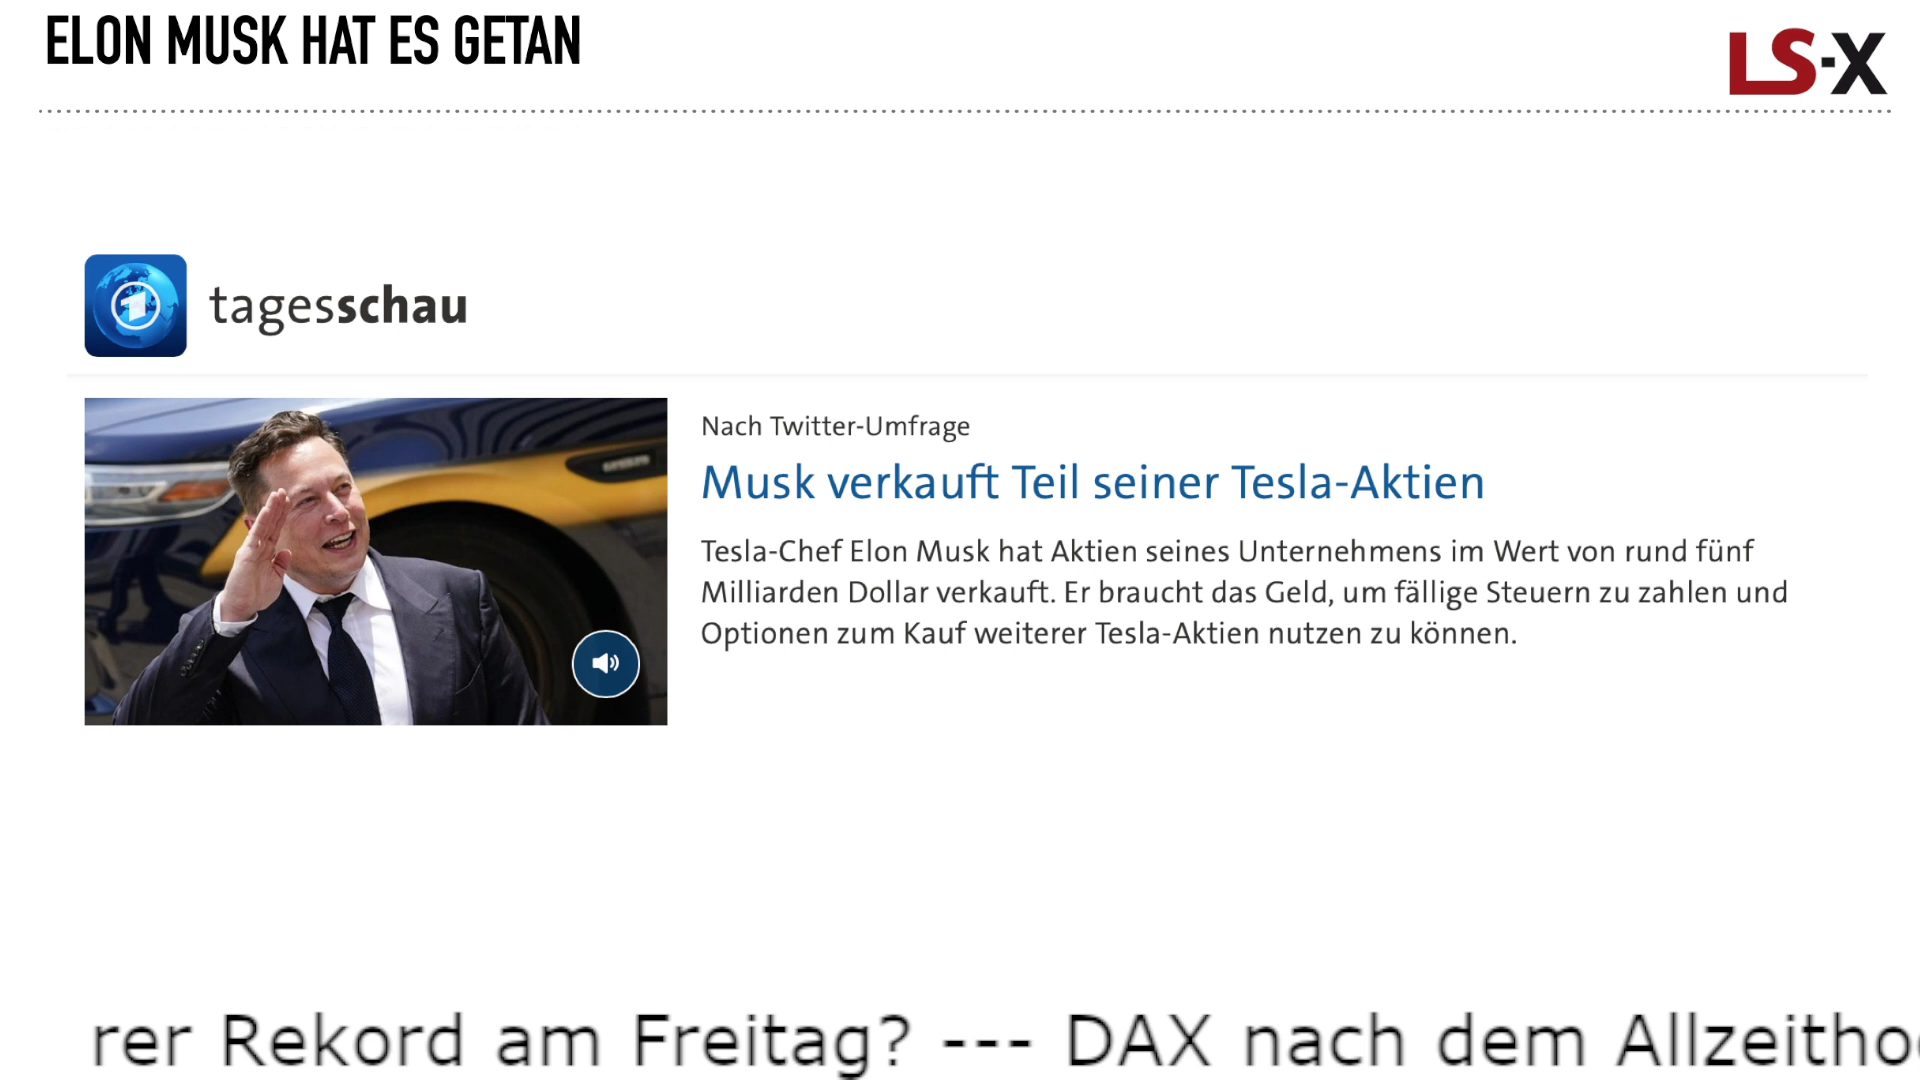 ELON MUSK HAT ES GETAN
LS-X
tagesschau
Nach Twitter-Umfrage
Musk verkauft Teil seiner Tesla-Aktien
Tesla-Chef Elon Musk hat Aktien seines Unternehmens im Wert von rund fünf
Milliarden Dollar verkauft. Er braucht das Geld, um fällige Steuern zu zahlen und
Optionen zum Kauf weiterer Tesla-Aktien nutzen zu können.
rer Rekord am Freitag? --- DAX nach dem Allzeitho